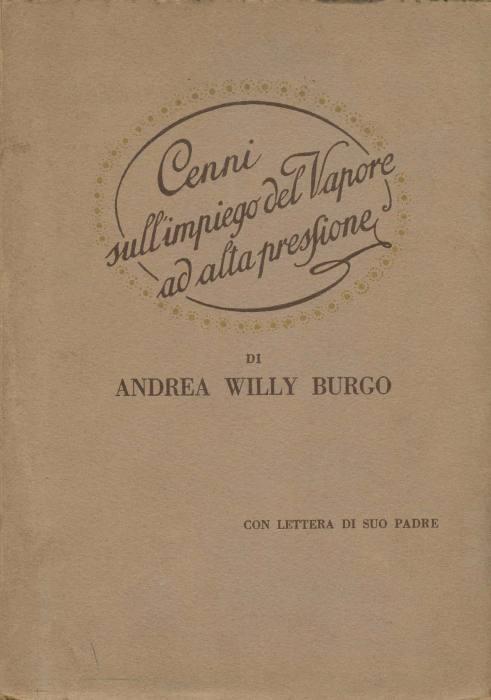 Cenni
sull'impiego del Vapore
ad alta pressione
DI
ANDREA WILLY BURGO
CON LETTERA DI SUO PADRE